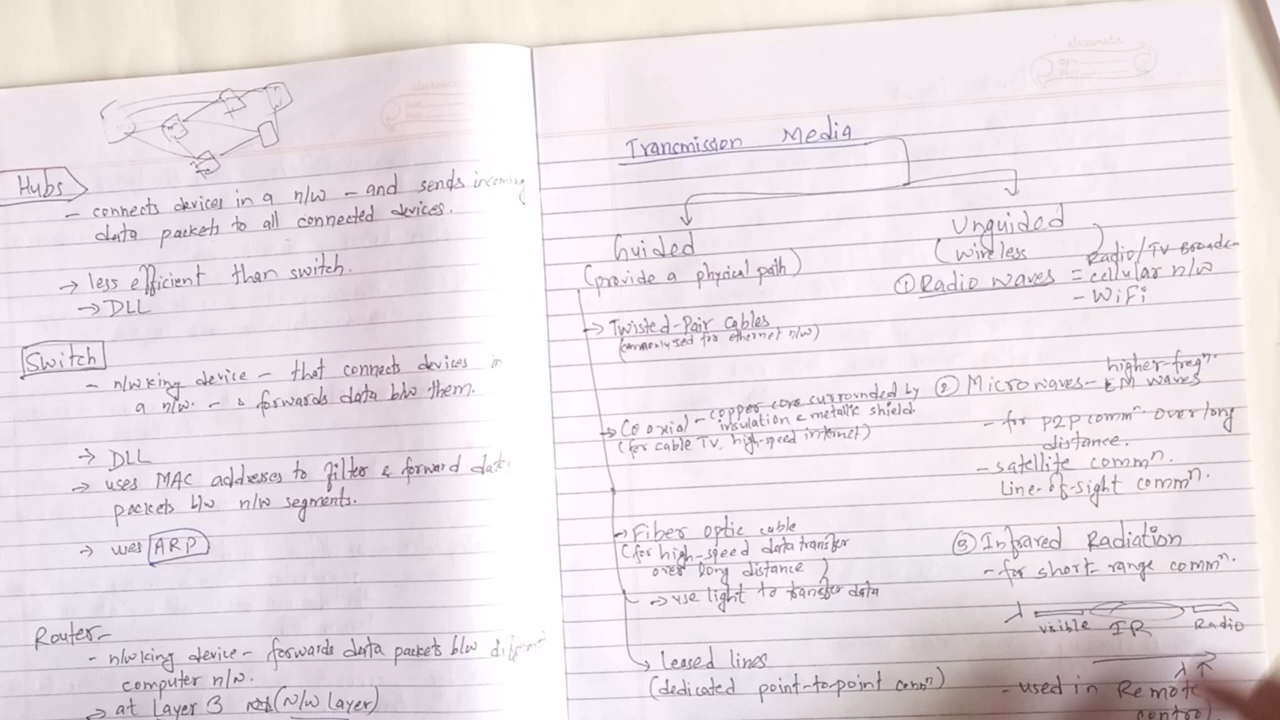 Hubs
- connects devices in a n/w - and sends incoming
data packets to all connected devices.
→ less efficient than switch.
→ DLL
Switch
- n/wking device - that connects devices in
a n/w. - & forwards data b/w them.
→ DLL
→ uses MAC addresses to filter & forward data
packets b/w n/w segments.
→ uses ARP
Router-
- n/wking device - forwards data packets b/w
computer n/w.
→ at Layer 3 (N/w Layer)
Transmission Media
Guided
(provide a physical path)
→ Twisted-Pair Cables
(commonly used for ethernet n/w)
→ Coaxial - copper core surrounded by
insulation & metallic shield.
(for cable TV, high-speed internet)
→ Fiber optic cable
(for high-speed data transfer
over long distance)
→ use light to transfer data
→ Leased lines
(dedicated point-to-point connⁿ)
Unguided
(Wireless)
① Radio waves = Radio/TV Broadca
= cellular n/w
- WiFi
② Microwaves - higher-freqⁿ.
EM waves
- for P2P commⁿ. over long
distance.
- satellite commⁿ.
Line-of-sight commⁿ.
③ Infrared Radiation
- for short range commⁿ.
λ visible IR Radio
λ ↑
- used in Remote
control